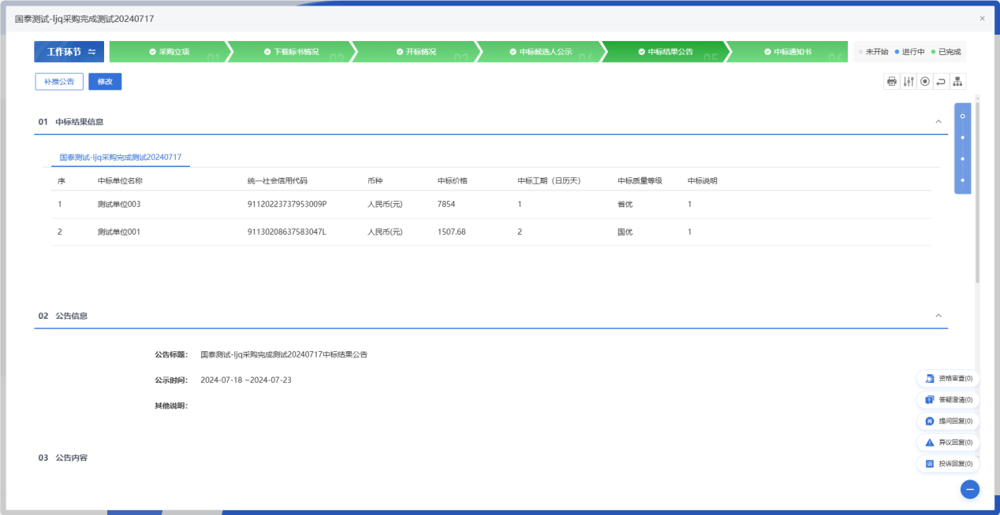 国泰测试-ljq采购完成测试20240717
工作环节
采购立项 01
下载标书情况 02
开标情况 03
中标候选人公示 04
中标结果公告 05
中标通知书 06
未开始 进行中 已完成
补推公告 修改
01 中标结果信息
国泰测试-ljq采购完成测试20240717
序 中标单位名称 统一社会信用代码 币种 中标价格 中标工期（日历天） 中标质量等级 中标说明
1 测试单位003 91120223737953009P 人民币(元) 7854 1 省优 1
2 测试单位001 91130208637583047L 人民币(元) 1507.68 2 国优 1
02 公告信息
公告标题： 国泰测试-ljq采购完成测试20240717中标结果公告
公示时间： 2024-07-18 ~2024-07-23
其他说明：
资格审查(0)
答疑澄清(0)
提问回复(0)
异议回复(0)
投诉回复(0)
03 公告内容